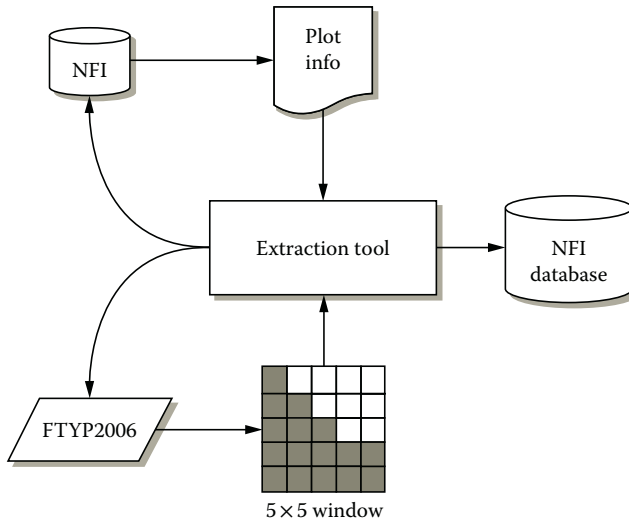 Plot
info
NFI
Extraction tool
NFI
database
FTYP2006
5×5 window